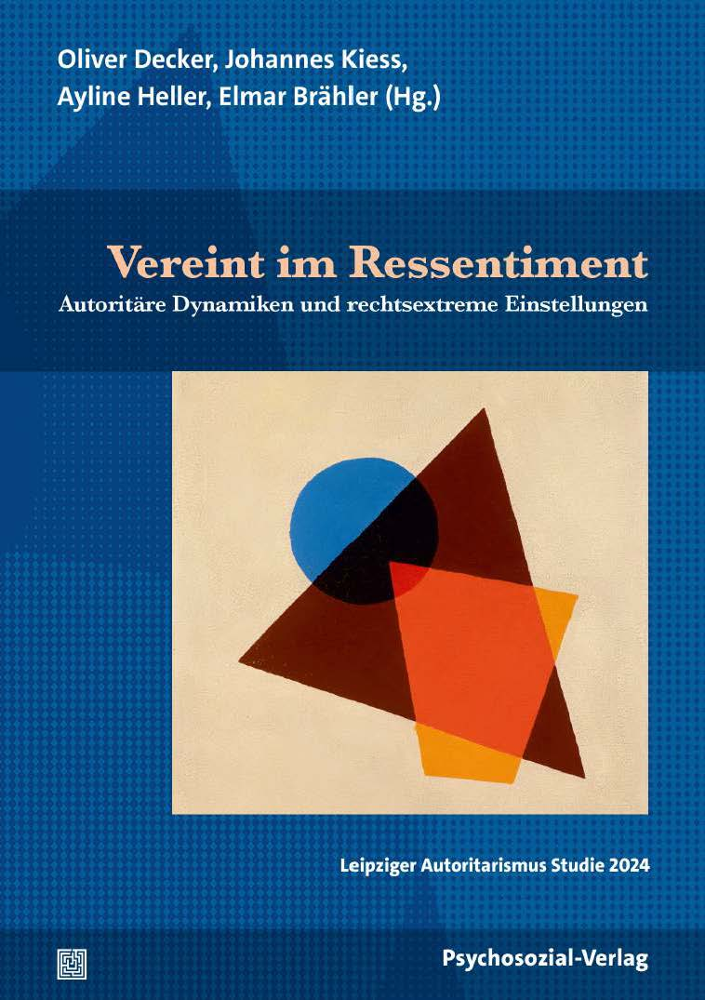 Oliver Decker, Johannes Kiess,
Ayline Heller, Elmar Brähler (Hg.)
Vereint im Ressentiment
Autoritäre Dynamiken und rechtsextreme Einstellungen
Leipziger Autoritarismus Studie 2024
Psychosozial-Verlag